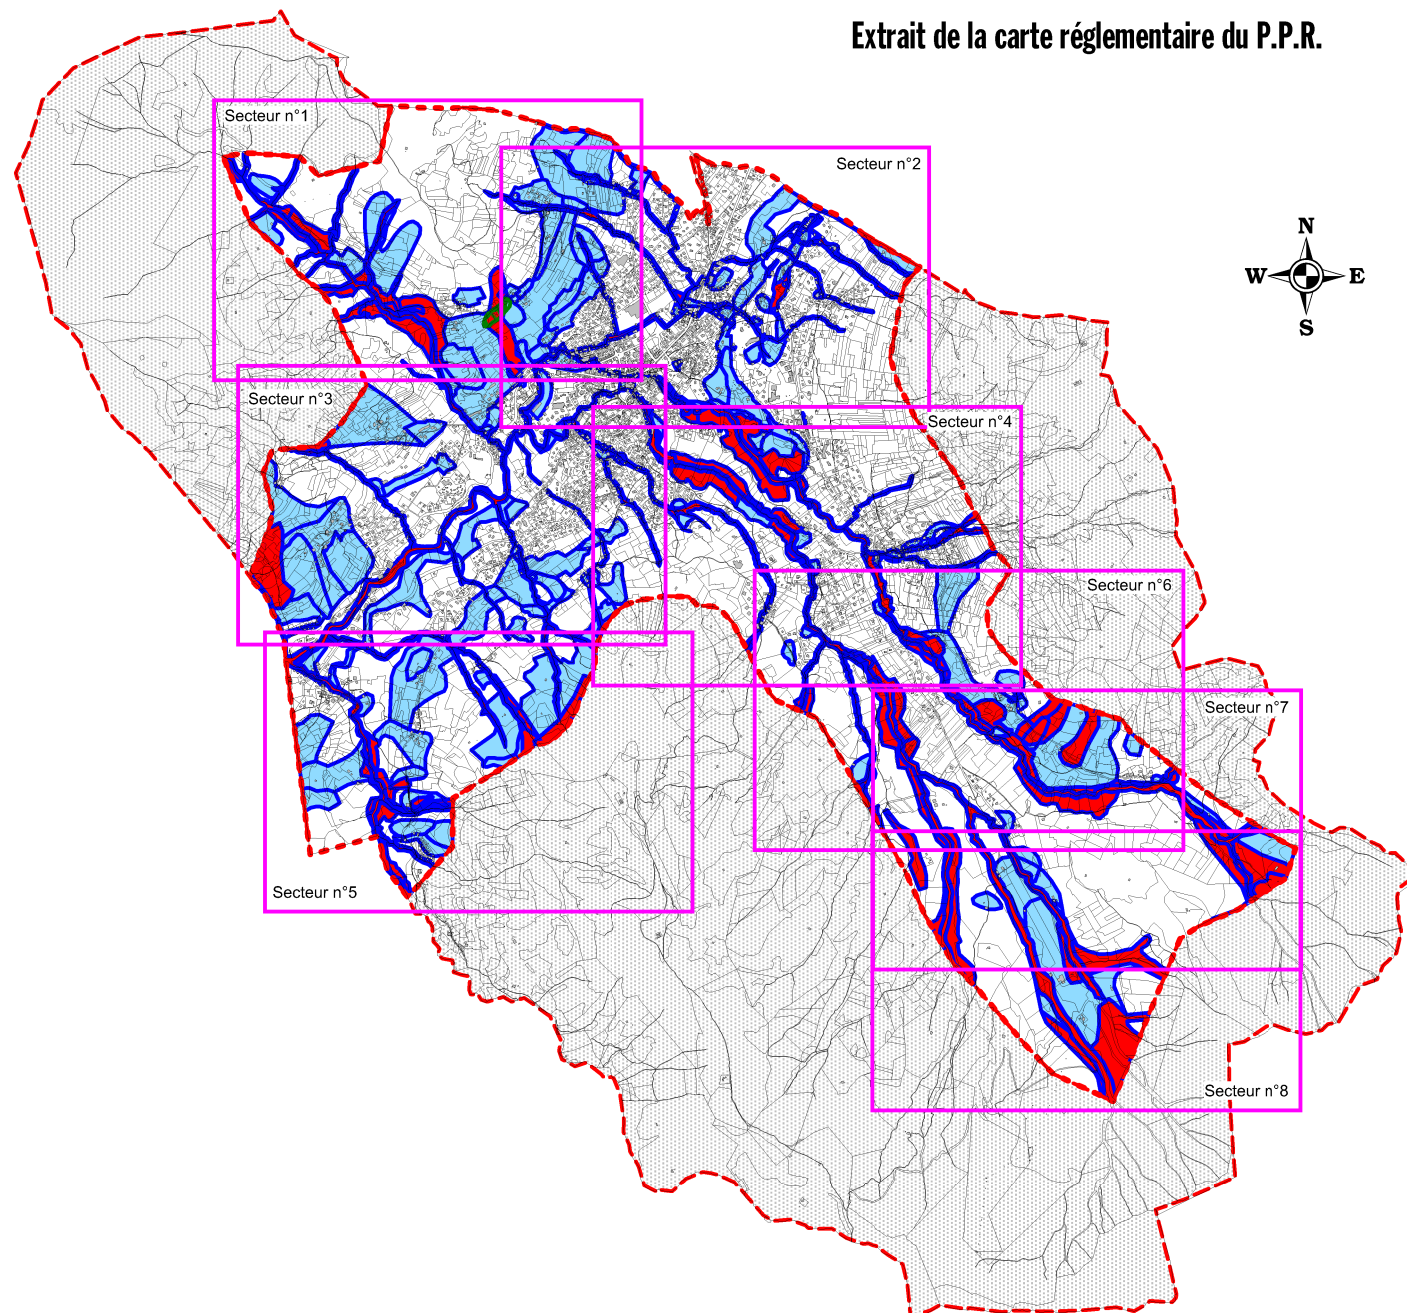 Extrait de la carte réglementaire du P.P.R.
Secteur n°1
Secteur n°2
N
W E
S
Secteur n°3
Secteur n°4
Secteur n°6
Secteur n°7
Secteur n°5
Secteur n°8